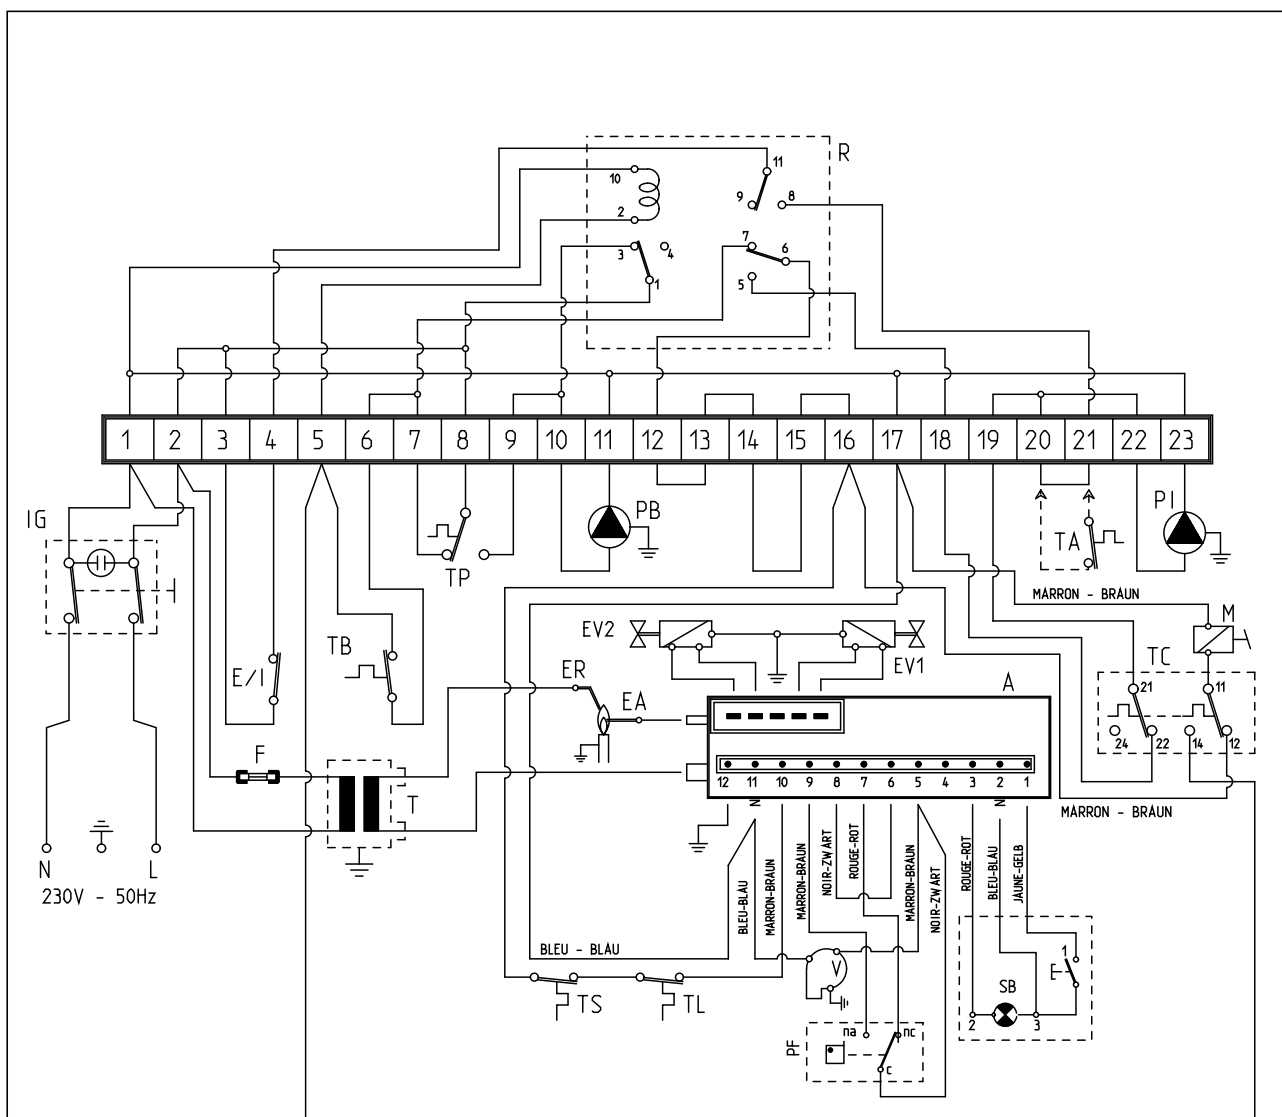 R
11
10
9
8
2
7
6
3
4
1
5
1 2 3 4 5 6 7 8 9 10 11 12 13 14 15 16 17 18 19 20 21 22 23
IG
PB
PI
TA
TP
MARRON - BRAUN
M
EV2
EV1
TB
E/I
ER
EA
A
TC
21
11
24
22
14
12
F
T
12 11 10 9 8 7 6 5 4 3 2 1
N
N
MARRON - BRAUN
N
L
230V - 50Hz
BLEU-BLAU
MARRON-BRAUN
MARRON-BRAUN
NOIR-ZWART
ROUGE-ROT
MARRON-BRAUN
NOIR-ZWART
ROUGE-ROT
BLEU-BLAU
JAUNE-GELB
BLEU - BLAU
V
1
E
SB
2
3
TS
TL
na
nc
PF
c